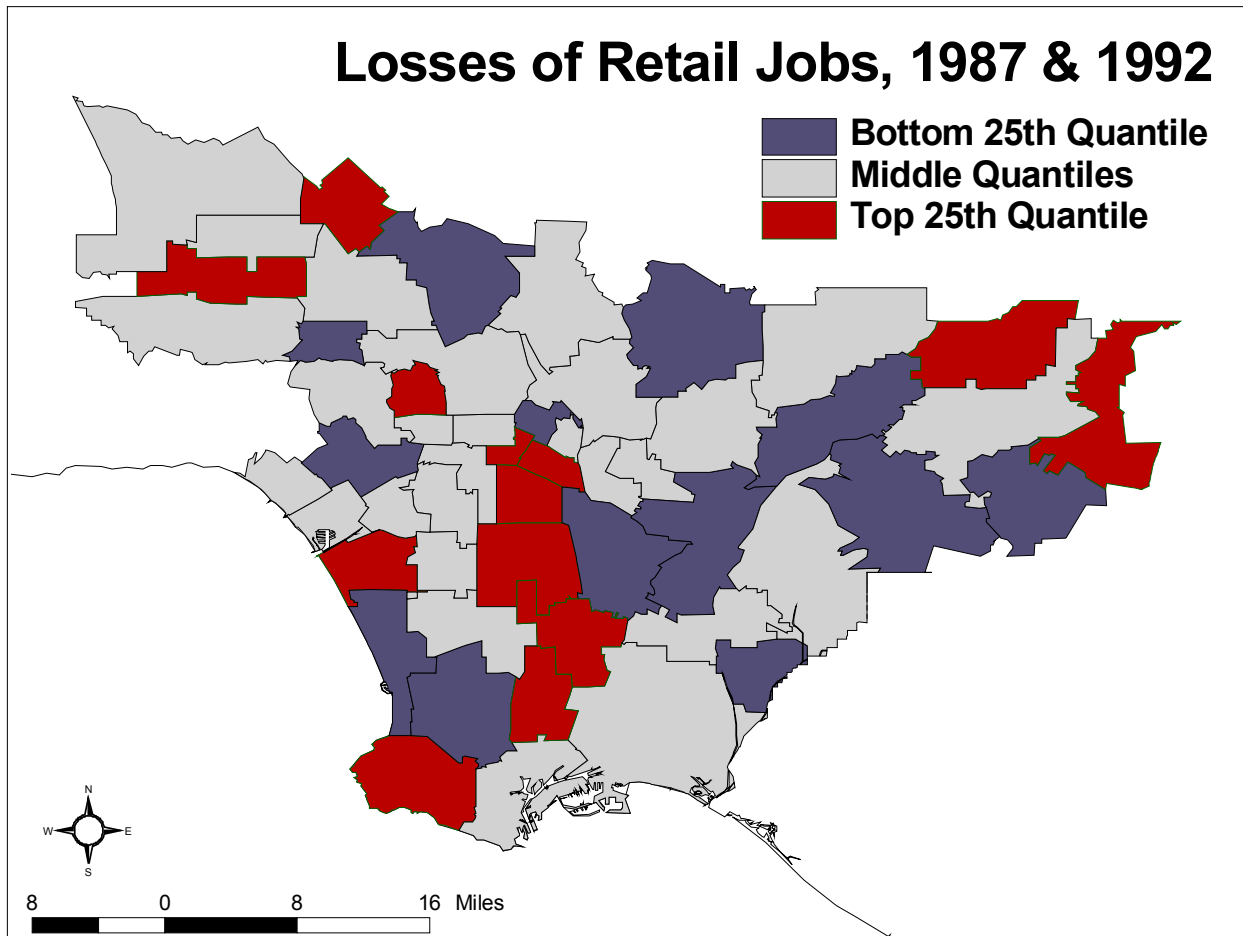 Losses of Retail Jobs, 1987 & 1992
Bottom 25th Quantile
Middle Quantiles
Top 25th Quantile
N
W E
S
8 0 8 16 Miles